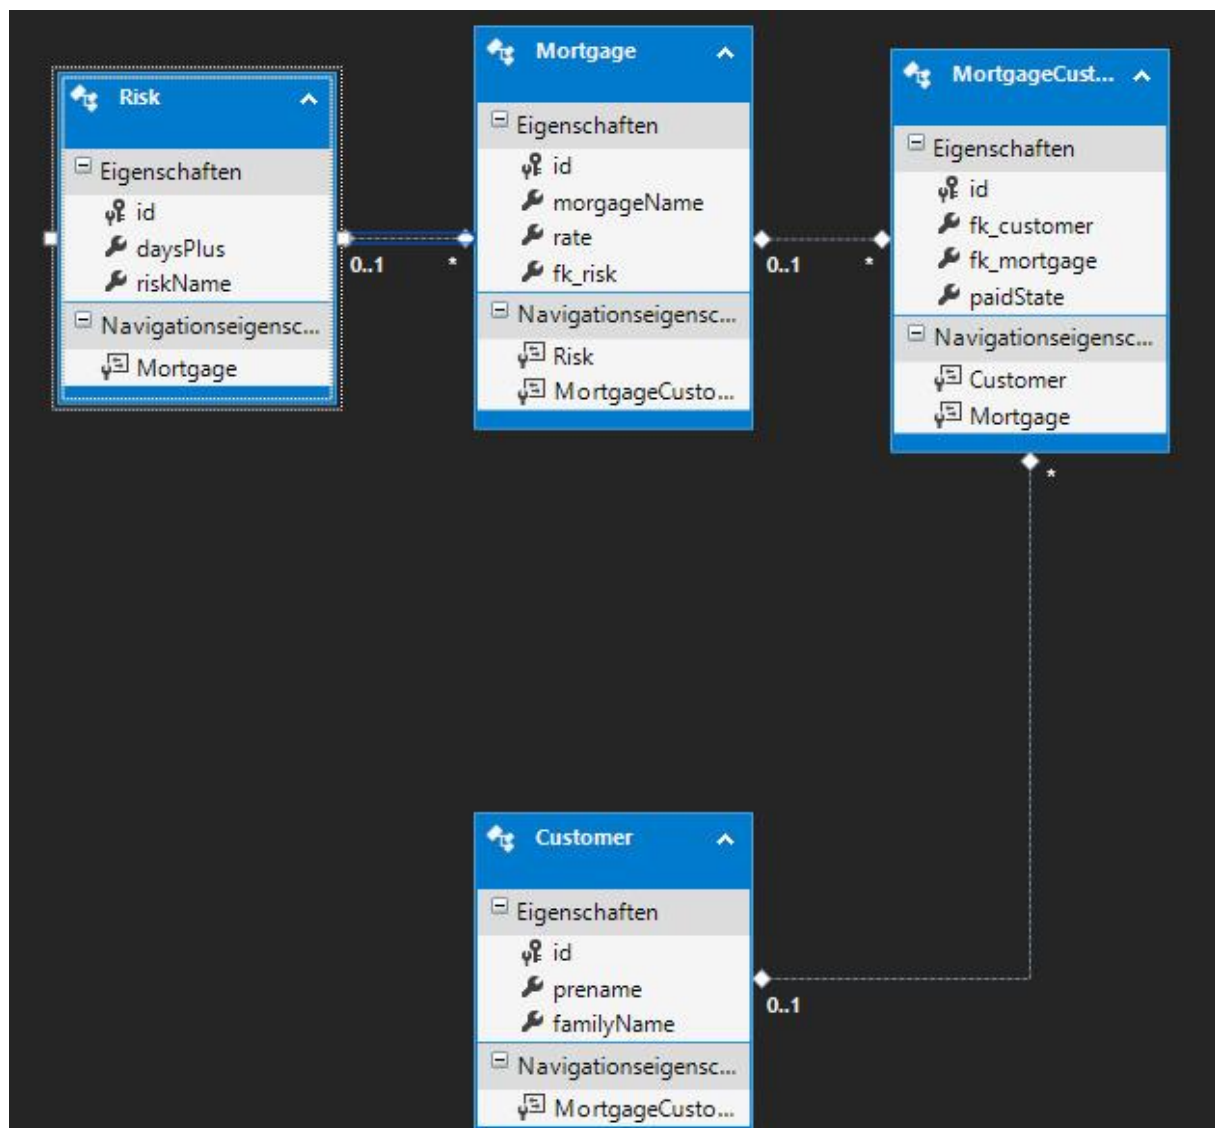 Risk
Eigenschaften
id
daysPlus
riskName
Navigationseigensc...
Mortgage
0..1
*
Mortgage
Eigenschaften
id
morgageName
rate
fk_risk
Navigationseigensc...
Risk
MortgageCusto...
0..1
*
MortgageCust...
Eigenschaften
id
fk_customer
fk_mortgage
paidState
Navigationseigensc...
Customer
Mortgage
*
Customer
Eigenschaften
id
prename
familyName
Navigationseigensc...
MortgageCusto...
0..1